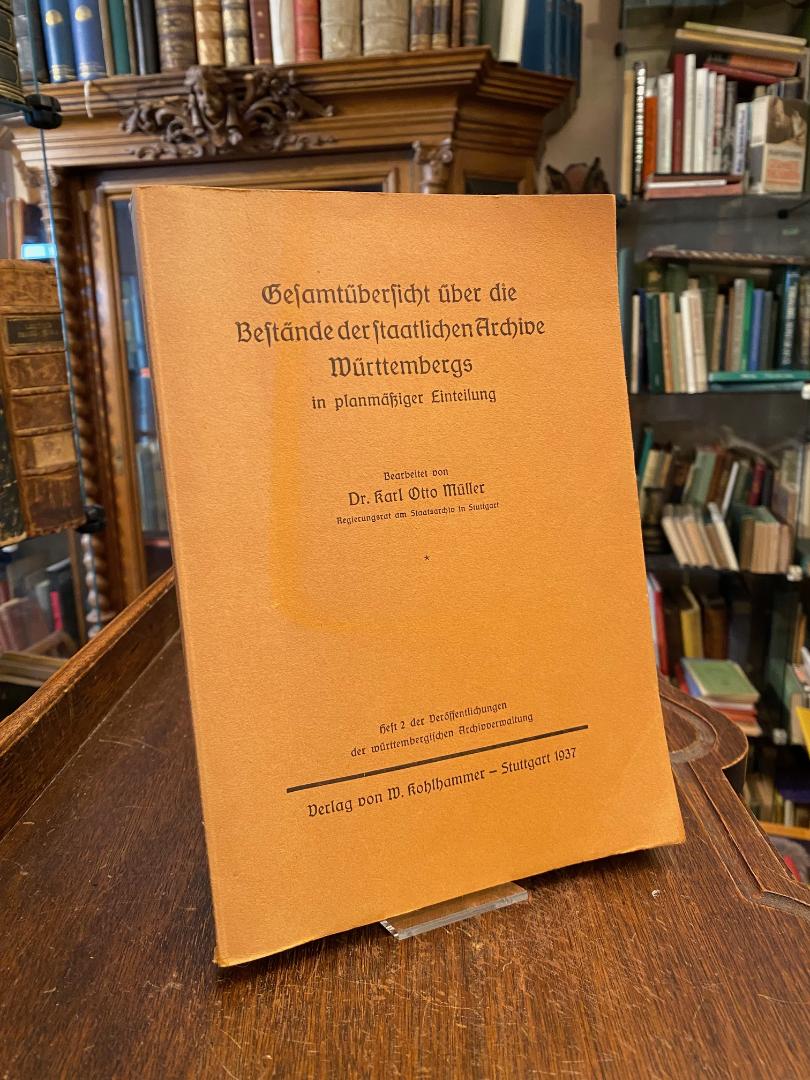 Geſamtüberſicht über die
Beſtände der ſtaatlichen Archive
Württembergs
in planmäßiger Einteilung
Bearbeitet von
Dr. Karl Otto Müller
Regierungsrat am Staatsarchiv in Stuttgart
*
Heft 2 der Veröffentlichungen
der württembergiſchen Archivverwaltung
Verlag von W. Kohlhammer – Stuttgart 1937